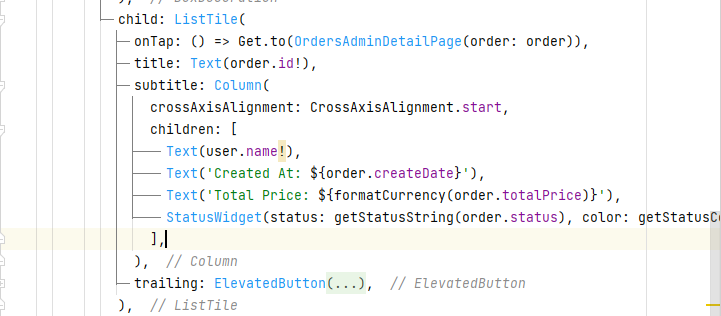 ), // BoxDecoration
child: ListTile(
onTap: () => Get.to(OrdersAdminDetailPage(order: order)),
title: Text(order.id!),
subtitle: Column(
crossAxisAlignment: CrossAxisAlignment.start,
children: [
Text(user.name!),
Text('Created At: ${order.createDate}'),
Text('Total Price: ${formatCurrency(order.totalPrice)}'),
StatusWidget(status: getStatusString(order.status), color: getStatusCo
],
), // Column
trailing: ElevatedButton(...), // ElevatedButton
), // ListTile